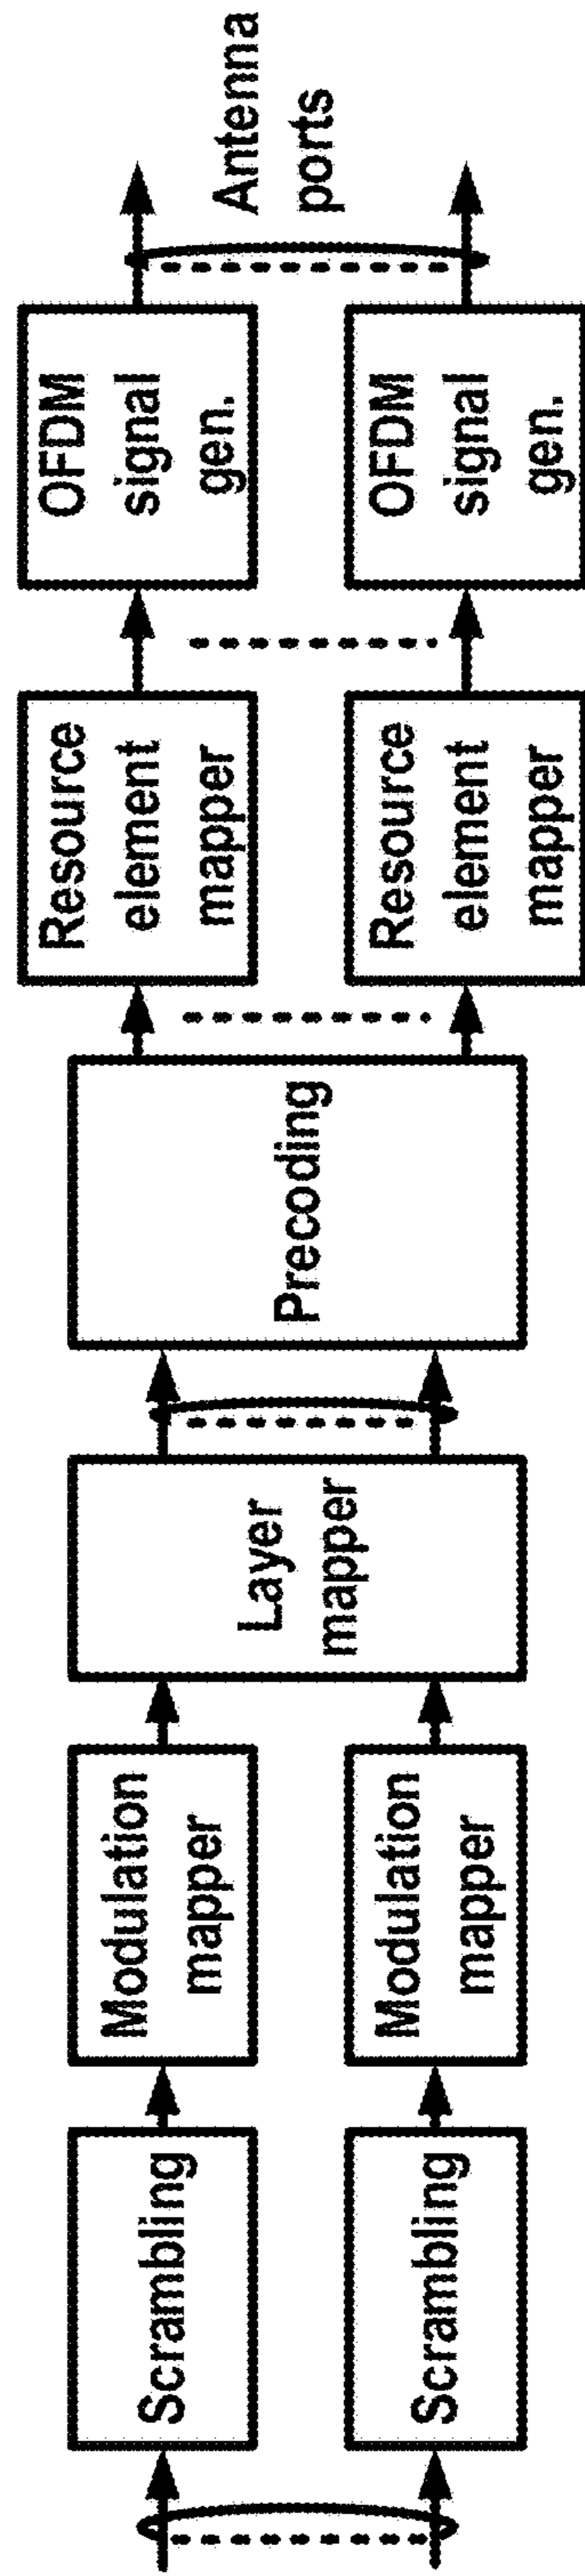 Scrambling
Scrambling
Modulation
mapper
Modulation
mapper
Layer
mapper
Precoding
Resource
element
mapper
Resource
element
mapper
OFDM
signal
gen.
OFDM
signal
gen.
Antenna
ports